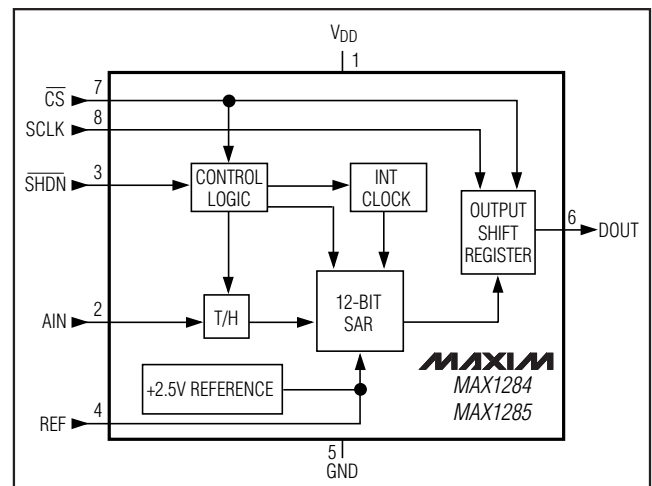 VDD
1
CS
7
SCLK
8
SHDN
3
CONTROL
LOGIC
INT
CLOCK
OUTPUT
SHIFT
REGISTER
6
DOUT
AIN
2
T/H
12-BIT
SAR
MAXIM
MAX1284
MAX1285
+2.5V REFERENCE
REF
4
5
GND